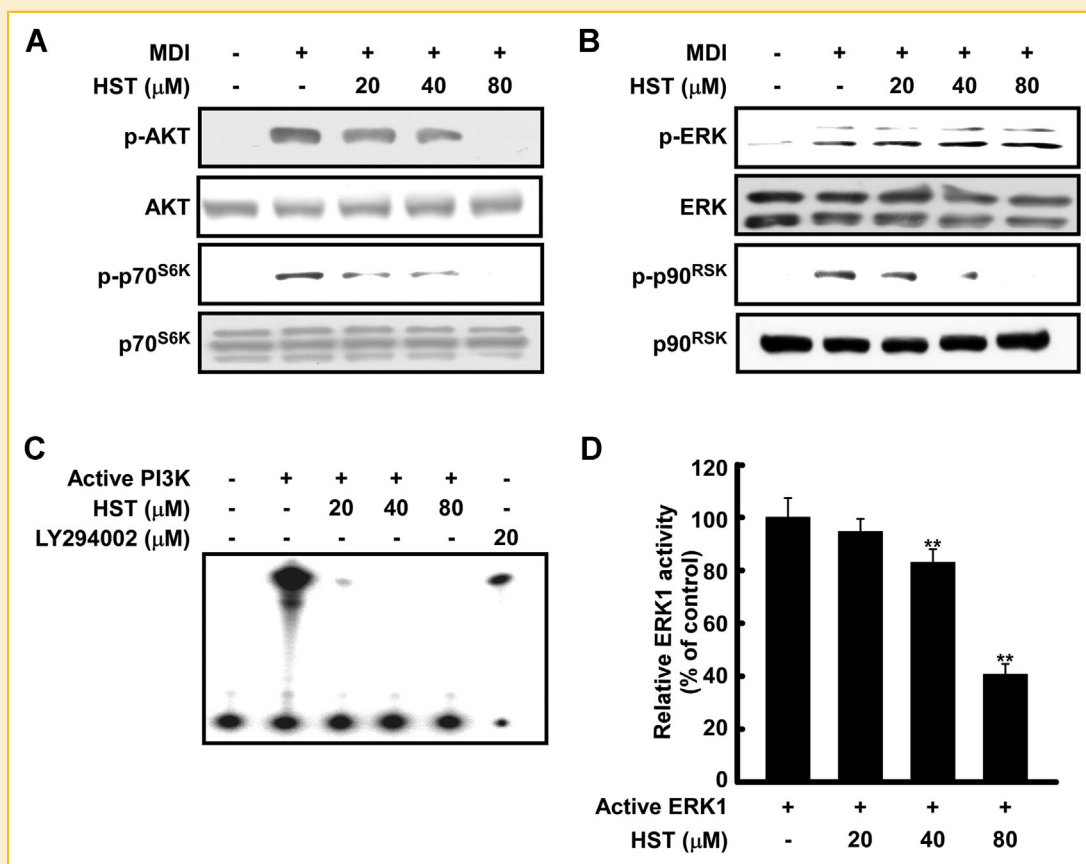 A
MDI - + + + +
HST (μM) - - 20 40 80
p-AKT
AKT
p-p70S6K
p70S6K
B
MDI - + + + +
HST (μM) - - 20 40 80
p-ERK
ERK
p-p90RSK
p90RSK
C
Active PI3K - + + + + -
HST (μM) - - 20 40 80 -
LY294002 (μM) - - - - - 20
D
Relative ERK1 activity
(% of control)
120
100
80
60
40
20
0
**
**
Active ERK1 + + + +
HST (μM) - 20 40 80